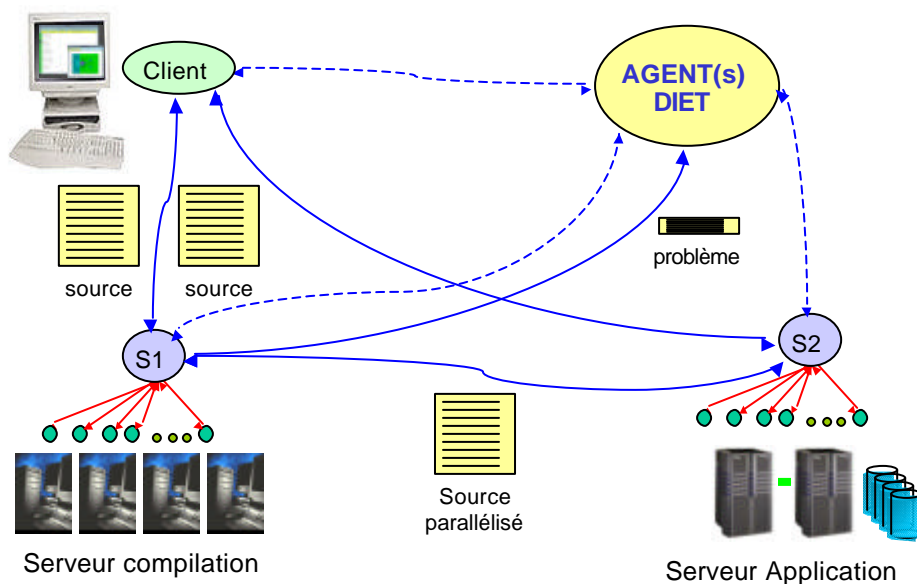 Client
AGENT(s)
DIET
source
source
problème
S1
S2
Source
parallélisé
Serveur compilation
Serveur Application